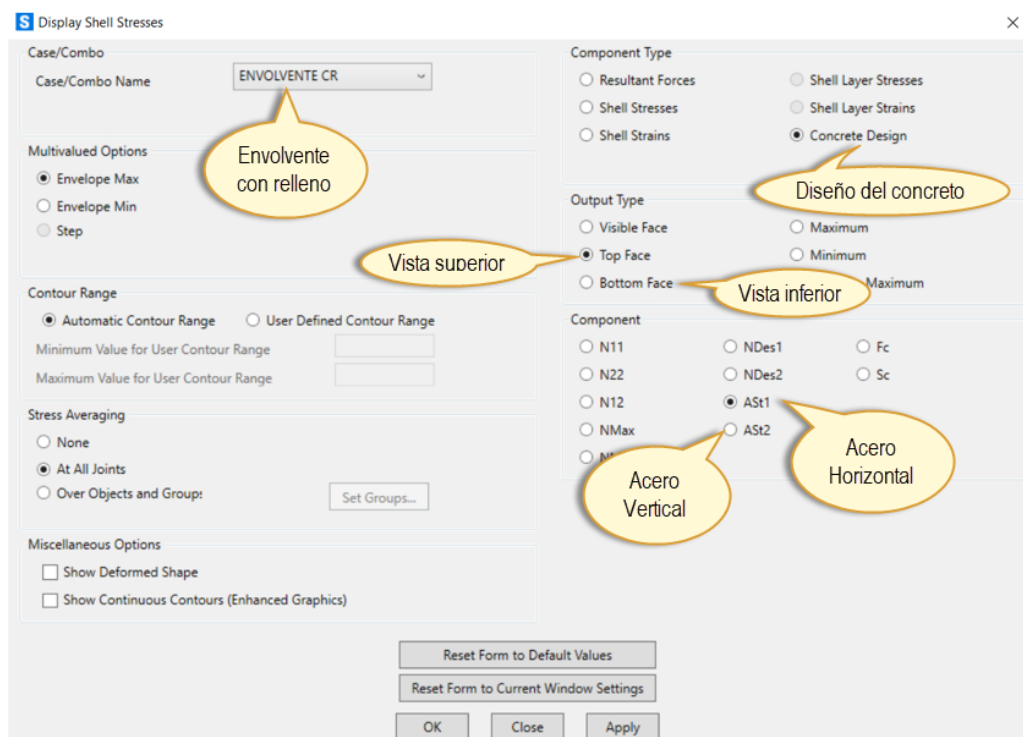 S Display Shell Stresses
Case/Combo
Case/Combo Name
ENVOLVENTE CR
Envolvente
con relleno
Multivalued Options
Envelope Max
Envelope Min
Step
Contour Range
Automatic Contour Range
User Defined Contour Range
Minimum Value for User Contour Range
Maximum Value for User Contour Range
Stress Averaging
None
At All Joints
Over Objects and Groups
Set Groups...
Miscellaneous Options
Show Deformed Shape
Show Continuous Contours (Enhanced Graphics)
Component Type
Resultant Forces
Shell Layer Stresses
Shell Stresses
Shell Layer Strains
Shell Strains
Concrete Design
Diseño del concreto
Output Type
Visible Face
Maximum
Top Face
Minimum
Vista superior
Bottom Face
Maximum
Vista inferior
Component
N11
NDes1
Fc
N22
NDes2
Sc
N12
ASt1
NMax
ASt2
Acero
Horizontal
Acero
Vertical
Reset Form to Default Values
Reset Form to Current Window Settings
OK
Close
Apply